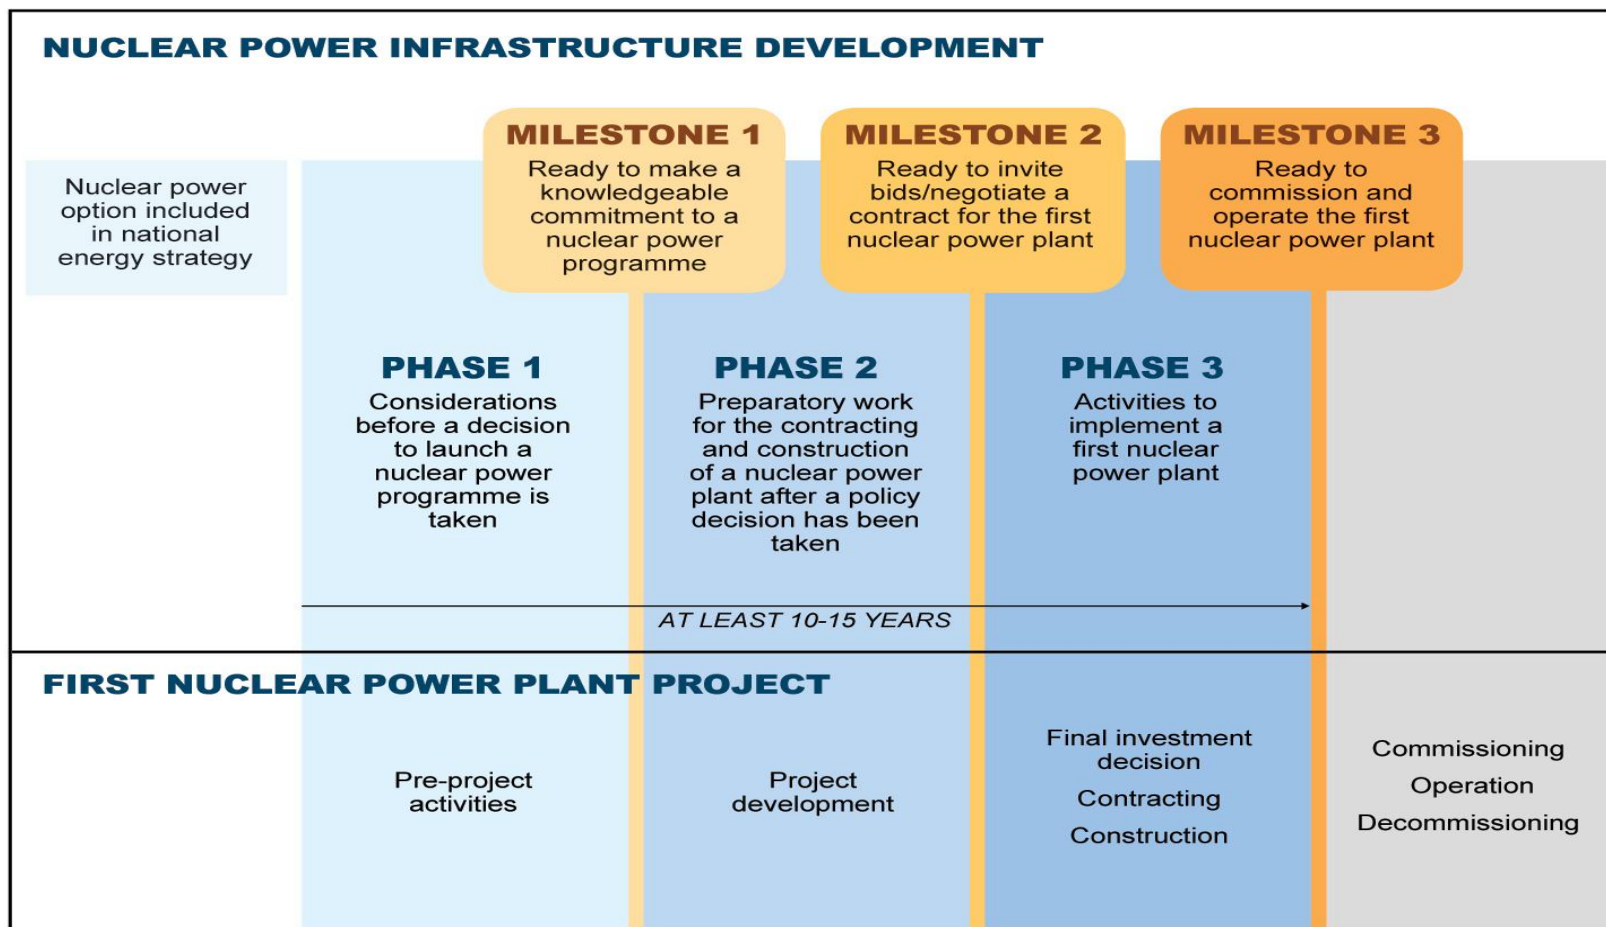 NUCLEAR POWER INFRASTRUCTURE DEVELOPMENT
Nuclear power
option included
in national
energy strategy
MILESTONE 1
Ready to make a
knowledgeable
commitment to a
nuclear power
programme
MILESTONE 2
Ready to invite
bids/negotiate a
contract for the first
nuclear power plant
MILESTONE 3
Ready to
commission and
operate the first
nuclear power plant
PHASE 1
Considerations
before a decision
to launch a
nuclear power
programme is
taken
PHASE 2
Preparatory work
for the contracting
and construction
of a nuclear power
plant after a policy
decision has been
taken
PHASE 3
Activities to
implement a
first nuclear
power plant
AT LEAST 10-15 YEARS
FIRST NUCLEAR POWER PLANT PROJECT
Pre-project
activities
Project
development
Final investment
decision
Contracting
Construction
Commissioning
Operation
Decommissioning